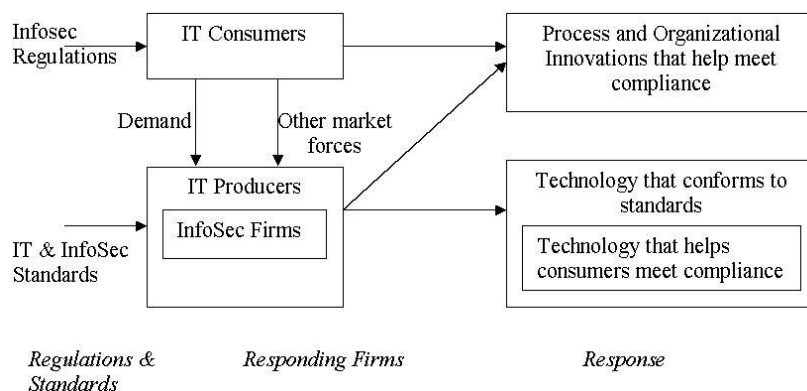 Infosec
Regulations
IT Consumers
Process and Organizational
Innovations that help meet
compliance
Demand
Other market
forces
IT Producers
InfoSec Firms
IT & InfoSec
Standards
Technology that conforms to
standards
Technology that helps
consumers meet compliance
Regulations &
Standards
Responding Firms
Response